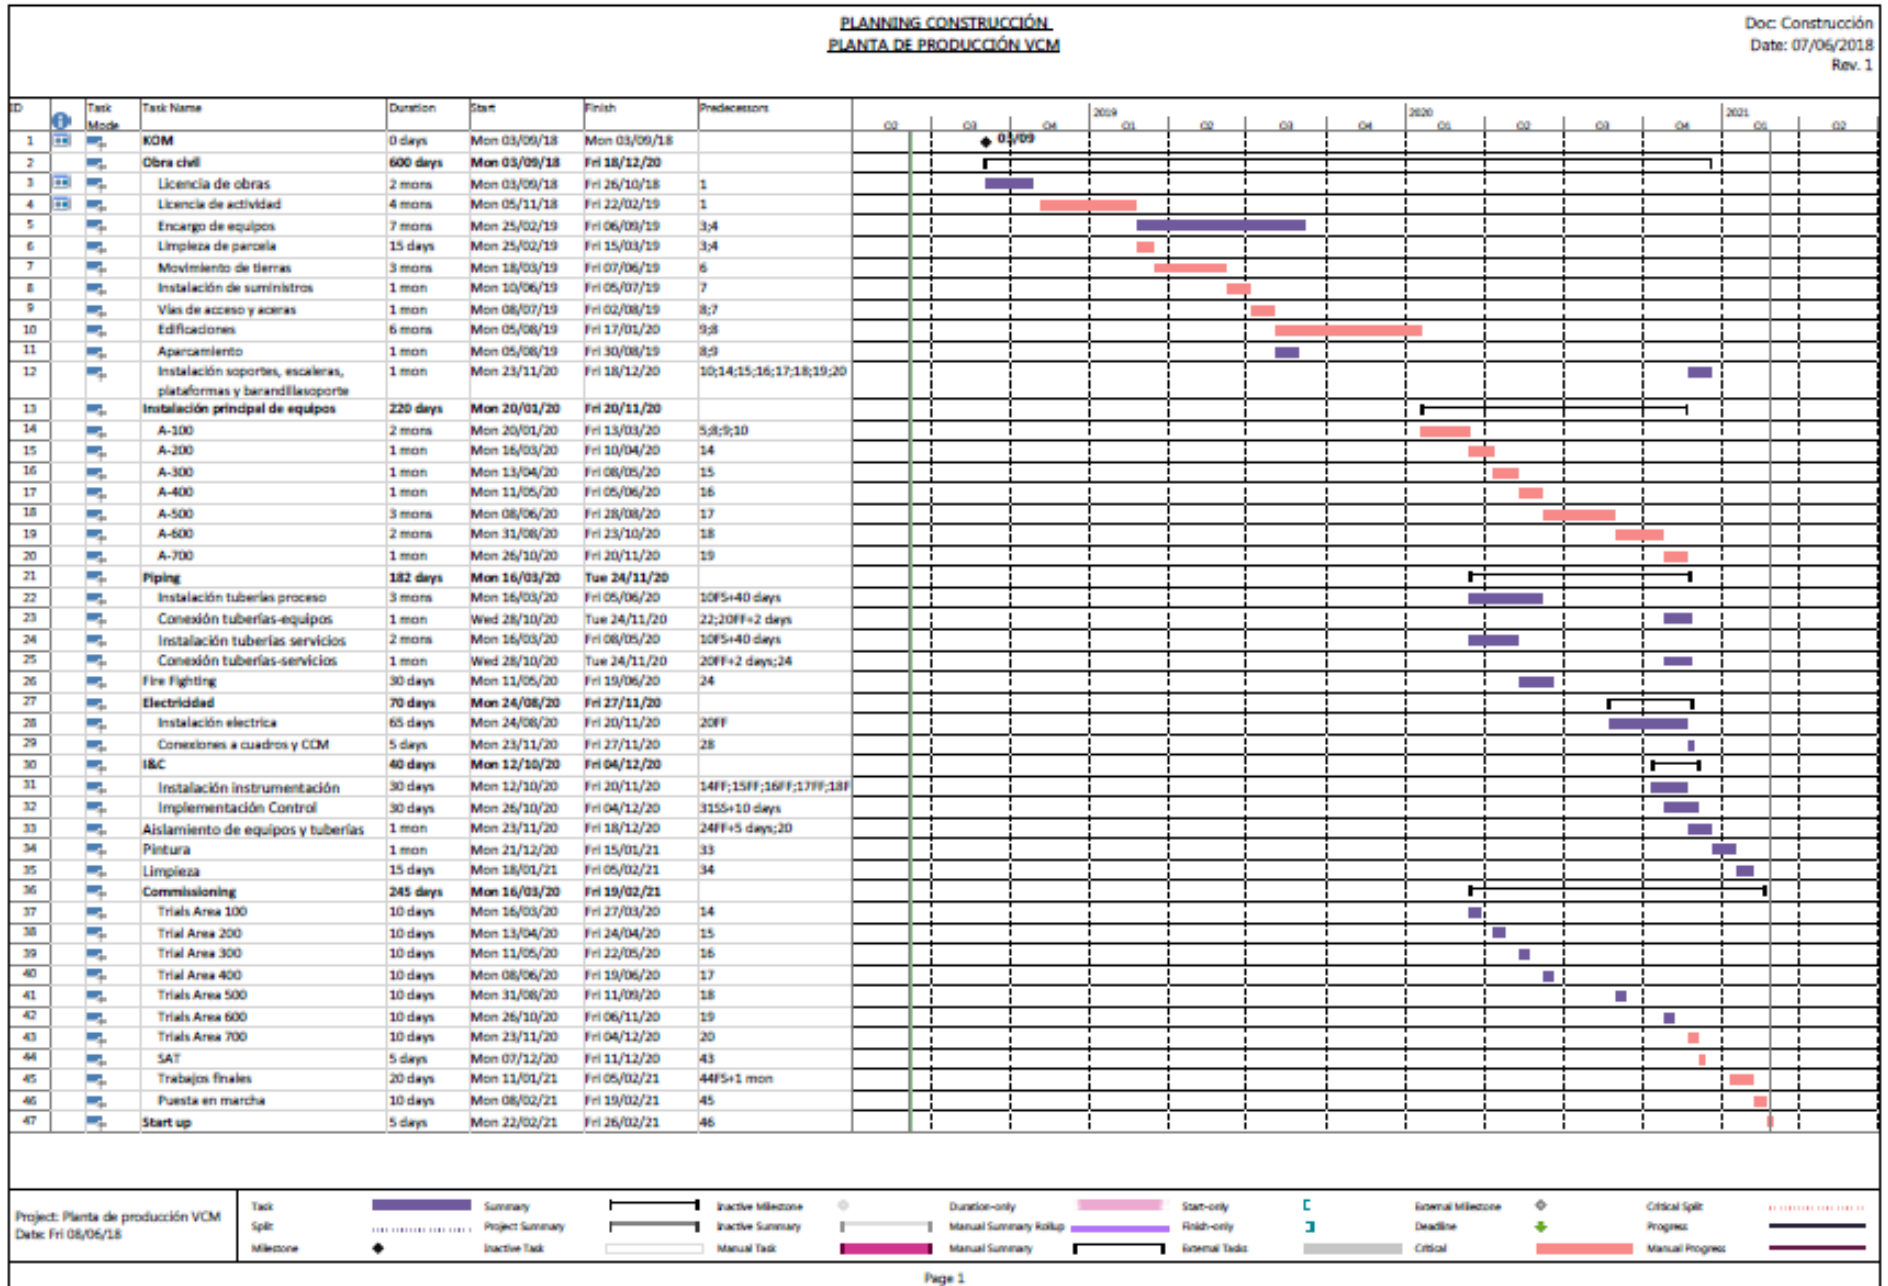 PLANNING CONSTRUCCIÓN
PLANTA DE PRODUCCIÓN VCM
Doc: Construcción
Date: 07/06/2018
Rev. 1
ID Task Mode Task Name Duration Start Finish Predecessors
2019 2020 2021
Q2 Q3 Q4 Q1 Q2 Q3 Q4 Q1 Q2 Q3 Q4 Q1 Q2
1 KOM 0 days Mon 03/09/18 Mon 03/09/18 03/09
2 Obra civil 600 days Mon 03/09/18 Fri 18/12/20
3 Licencia de obras 2 mons Mon 03/09/18 Fri 26/10/18 1
4 Licencia de actividad 4 mons Mon 05/11/18 Fri 22/02/19 1
5 Encargo de equipos 7 mons Mon 25/02/19 Fri 06/09/19 3;4
6 Limpieza de parcela 15 days Mon 25/02/19 Fri 15/03/19 3;4
7 Movimiento de tierras 3 mons Mon 18/03/19 Fri 07/06/19 6
8 Instalación de suministros 1 mon Mon 10/06/19 Fri 05/07/19 7
9 Vías de acceso y aceras 1 mon Mon 08/07/19 Fri 02/08/19 8;7
10 Edificaciones 6 mons Mon 05/08/19 Fri 17/01/20 9;8
11 Aparcamiento 1 mon Mon 05/08/19 Fri 30/08/19 8;9
12 Instalación soportes, escaleras, 1 mon Mon 23/11/20 Fri 18/12/20 10;14;15;16;17;18;19;20
plataformas y barandillasoporte
13 Instalación principal de equipos 220 days Mon 20/01/20 Fri 20/11/20
14 A-100 2 mons Mon 20/01/20 Fri 13/03/20 5;8;9;10
15 A-200 1 mon Mon 16/03/20 Fri 10/04/20 14
16 A-300 1 mon Mon 13/04/20 Fri 08/05/20 15
17 A-400 1 mon Mon 11/05/20 Fri 05/06/20 16
18 A-500 3 mons Mon 08/06/20 Fri 28/08/20 17
19 A-600 2 mons Mon 31/08/20 Fri 23/10/20 18
20 A-700 1 mon Mon 26/10/20 Fri 20/11/20 19
21 Piping 182 days Mon 16/03/20 Tue 24/11/20
22 Instalación tuberías proceso 3 mons Mon 16/03/20 Fri 05/06/20 10FS+40 days
23 Conexión tuberías-equipos 1 mon Wed 28/10/20 Tue 24/11/20 22;20FF+2 days
24 Instalación tuberías servicios 2 mons Mon 16/03/20 Fri 08/05/20 10FS+40 days
25 Conexión tuberías-servicios 1 mon Wed 28/10/20 Tue 24/11/20 20FF+2 days;24
26 Fire Fighting 30 days Mon 11/05/20 Fri 19/06/20 24
27 Electricidad 70 days Mon 24/08/20 Fri 27/11/20
28 Instalación electrica 65 days Mon 24/08/20 Fri 20/11/20 20FF
29 Conexiones a cuadros y CCM 5 days Mon 23/11/20 Fri 27/11/20 28
30 I&C 40 days Mon 12/10/20 Fri 04/12/20
31 Instalación instrumentación 30 days Mon 12/10/20 Fri 20/11/20 14FF;15FF;16FF;17FF;18F
32 Implementación Control 30 days Mon 26/10/20 Fri 04/12/20 31SS+10 days
33 Aislamiento de equipos y tuberías 1 mon Mon 23/11/20 Fri 18/12/20 24FF+5 days;20
34 Pintura 1 mon Mon 21/12/20 Fri 15/01/21 33
35 Limpieza 15 days Mon 18/01/21 Fri 05/02/21 34
36 Commissioning 245 days Mon 16/03/20 Fri 19/02/21
37 Trials Area 100 10 days Mon 16/03/20 Fri 27/03/20 14
38 Trial Area 200 10 days Mon 13/04/20 Fri 24/04/20 15
39 Trial Area 300 10 days Mon 11/05/20 Fri 22/05/20 16
40 Trial Area 400 10 days Mon 08/06/20 Fri 19/06/20 17
41 Trials Area 500 10 days Mon 31/08/20 Fri 11/09/20 18
42 Trials Area 600 10 days Mon 26/10/20 Fri 06/11/20 19
43 Trials Area 700 10 days Mon 23/11/20 Fri 04/12/20 20
44 SAT 5 days Mon 07/12/20 Fri 11/12/20 43
45 Trabajos finales 20 days Mon 11/01/21 Fri 05/02/21 44FS+1 mon
46 Puesta en marcha 10 days Mon 08/02/21 Fri 19/02/21 45
47 Start up 5 days Mon 22/02/21 Fri 26/02/21 46
Project: Planta de producción VCM
Date: Fri 08/06/18
Task Summary Inactive Milestone Duration-only Start-only External Milestone Critical Split
Split Project Summary Inactive Summary Manual Summary Rollup Finish-only Deadline Progress
Milestone Inactive Task Manual Task Manual Summary External Tasks Critical Manual Progress
Page 1